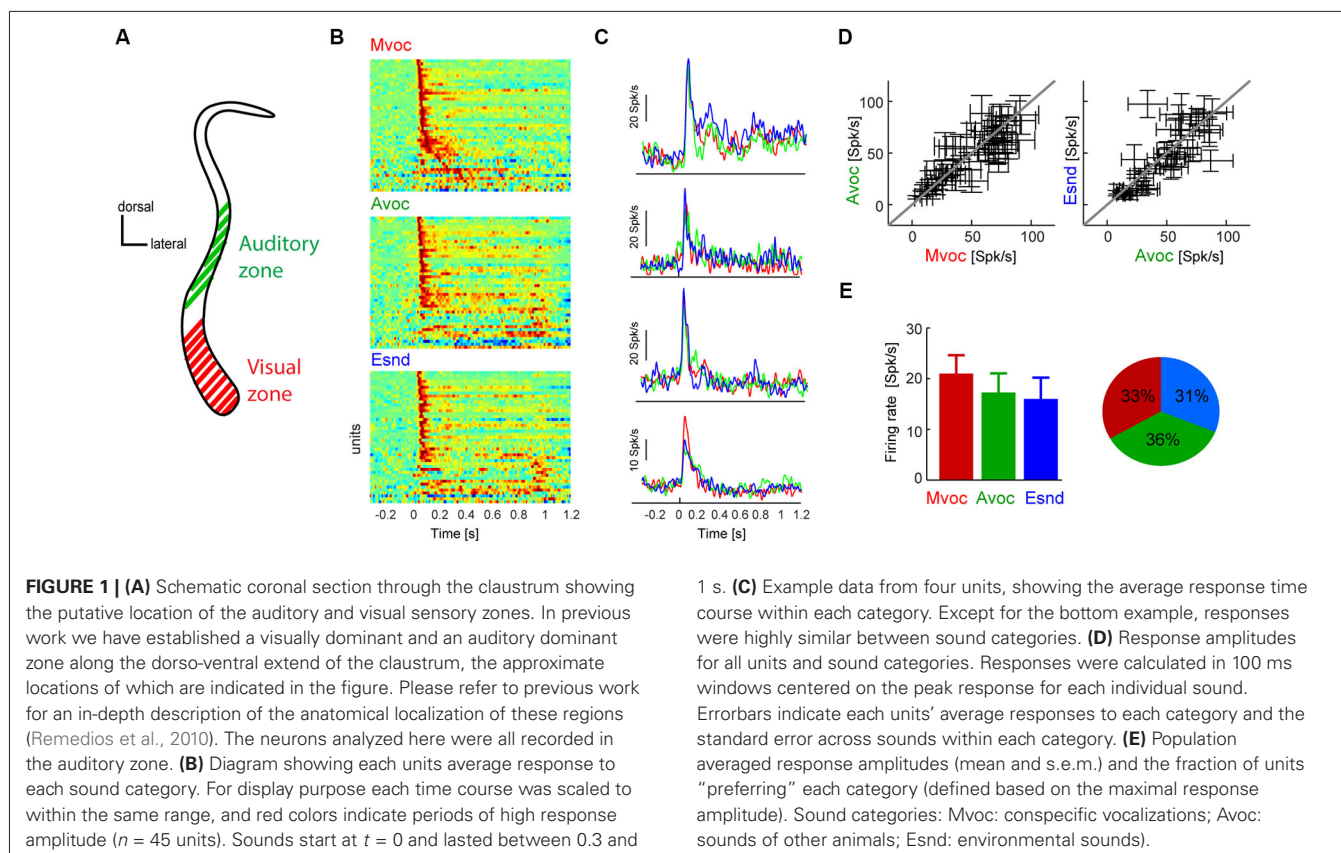 A
B
C
D
E
dorsal
lateral
Auditory
zone
Visual
zone
Mvoc
Avoc
Esnd
units
-0.2 0 0.2 0.4 0.6 0.8 1 1.2
Time [s]
20 Spk/s
20 Spk/s
20 Spk/s
10 Spk/s
-0.2 0 0.2 0.4 0.6 0.8 1 1.2
Time [s]
Avoc [Spk/s]
100
50
0
0 50 100
Mvoc [Spk/s]
Esnd [Spk/s]
100
50
0
0 50 100
Avoc [Spk/s]
Firing rate [Spk/s]
30
20
10
0
Mvoc Avoc Esnd
33% 31%
36%
FIGURE 1 | (A) Schematic coronal section through the claustrum showing
the putative location of the auditory and visual sensory zones. In previous
work we have established a visually dominant and an auditory dominant
zone along the dorso-ventral extend of the claustrum, the approximate
locations of which are indicated in the figure. Please refer to previous work
for an in-depth description of the anatomical localization of these regions
(Remedios et al., 2010). The neurons analyzed here were all recorded in
the auditory zone. (B) Diagram showing each units average response to
each sound category. For display purpose each time course was scaled to
within the same range, and red colors indicate periods of high response
amplitude (n = 45 units). Sounds start at t = 0 and lasted between 0.3 and
1 s. (C) Example data from four units, showing the average response time
course within each category. Except for the bottom example, responses
were highly similar between sound categories. (D) Response amplitudes
for all units and sound categories. Responses were calculated in 100 ms
windows centered on the peak response for each individual sound.
Errorbars indicate each units' average responses to each category and the
standard error across sounds within each category. (E) Population
averaged response amplitudes (mean and s.e.m.) and the fraction of units
"preferring" each category (defined based on the maximal response
amplitude). Sound categories: Mvoc: conspecific vocalizations; Avoc:
sounds of other animals; Esnd: environmental sounds).